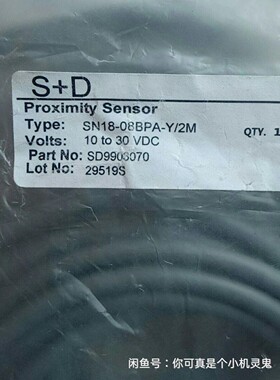 S+D
Proximity Sensor
Type: SN18-08BPA-Y/2M QTY. 1
Volts: 10 to 30 VDC
Part No: SD9903070
Lot No: 29519S
闲鱼号：你可真是个小机灵鬼